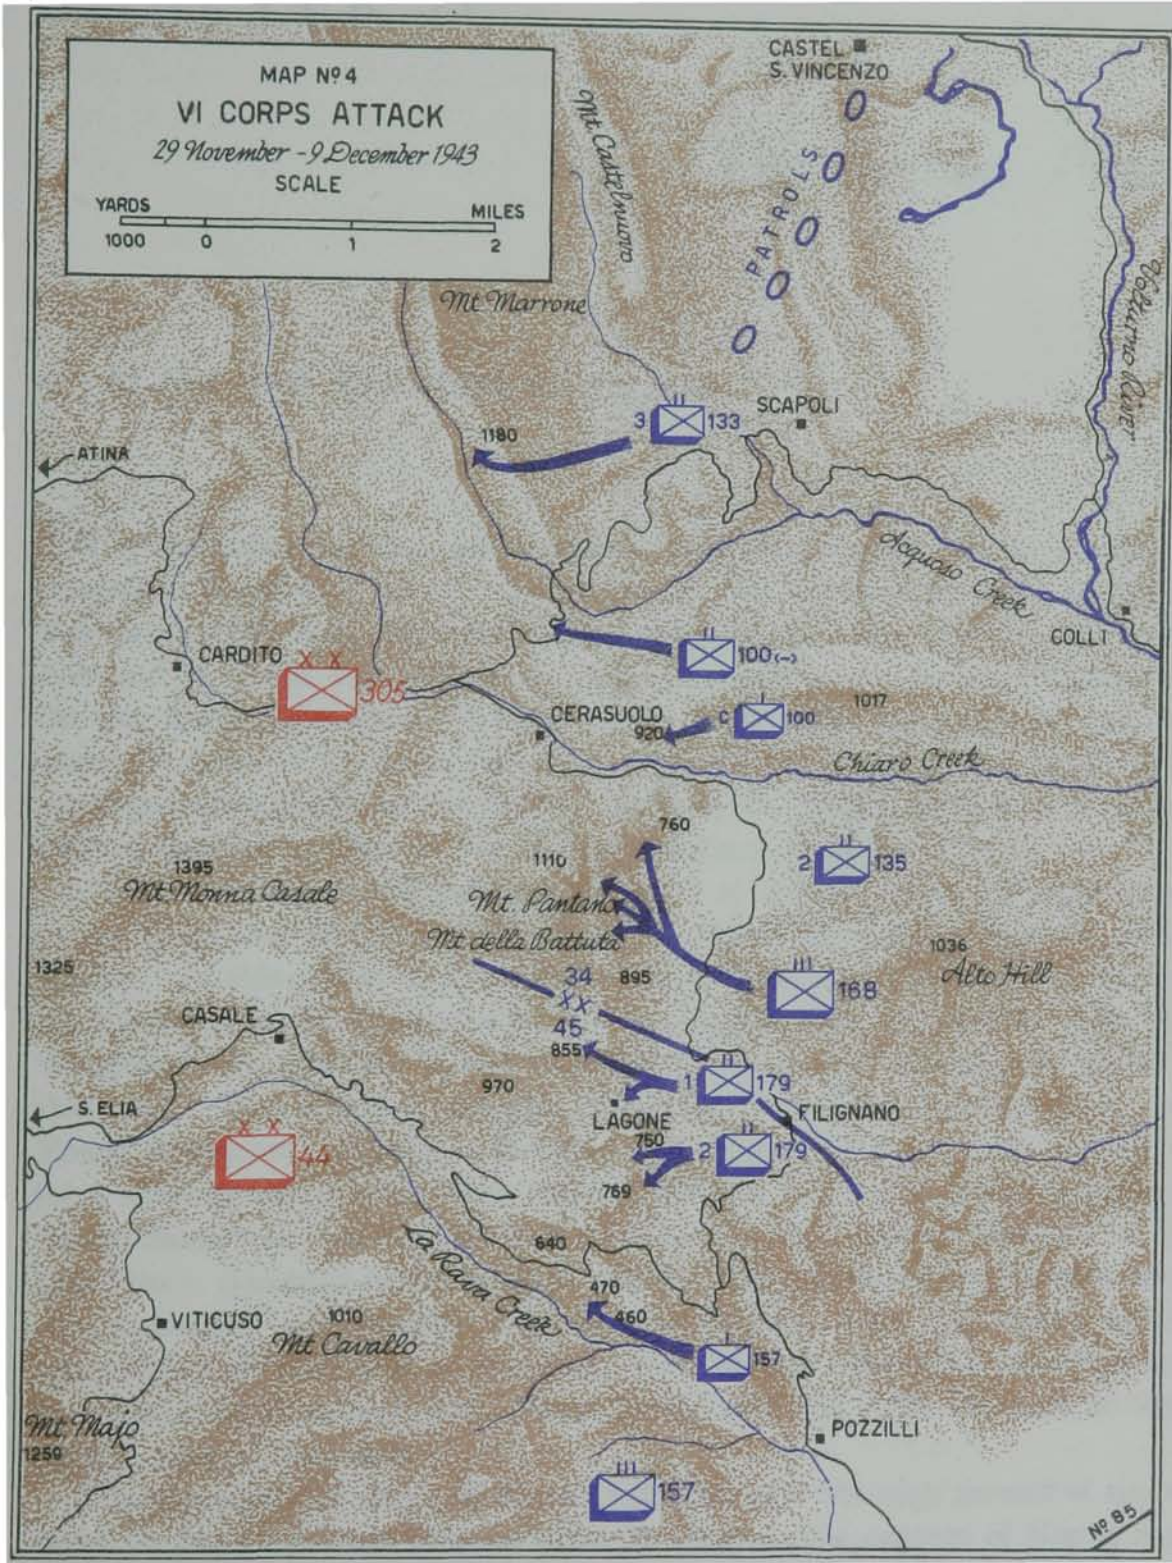 MAP Nº 4
VI CORPS ATTACK
29 November - 9 December 1943
SCALE
YARDS MILES
1000 0 1 2
CASTEL
S. VINCENZO
Mt. Castelnuovo
PATROLS
Volturno River
Mt Marrone
3 133
SCAPOLI
1180
ATINA
Acquoso Creek
COLLI
CARDITO
X X
305
100 (-)
CERASUOLO
920
C 100
1017
Chiaro Creek
760
1110
2 135
1395
Mt. Monna Casale
Mt. Pantano
Mt della Battuta
1036
Alto Hill
1325
34
XX
45
895
168
CASALE
855
970
1 179
LAGONE
FILIGNANO
S. ELIA
X X
44
750
2 179
769
640
La Rava Creek
470
460
VITICUSO
1010
Mt Cavallo
157
Mt. Majo
1259
POZZILLI
157
Nº 85